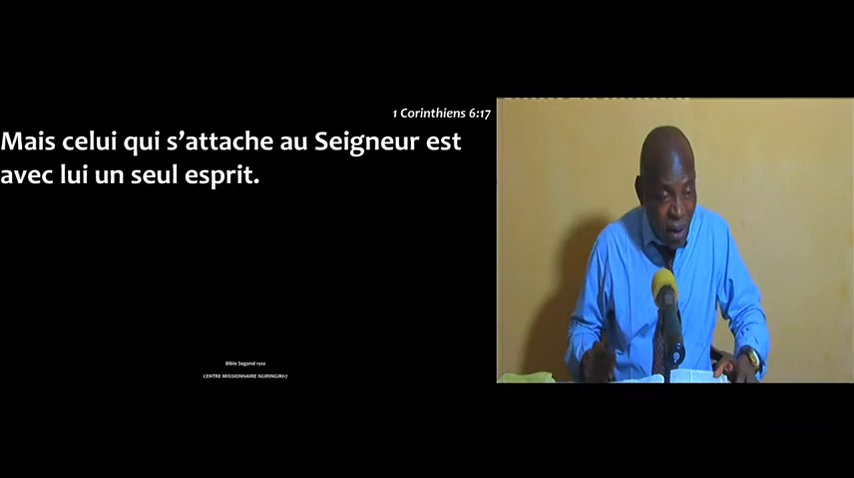 1 Corinthiens 6:17
Mais celui qui s’attache au Seigneur est
avec lui un seul esprit.
Bible Segond 1910
CENTRE MISSIONNAIRE